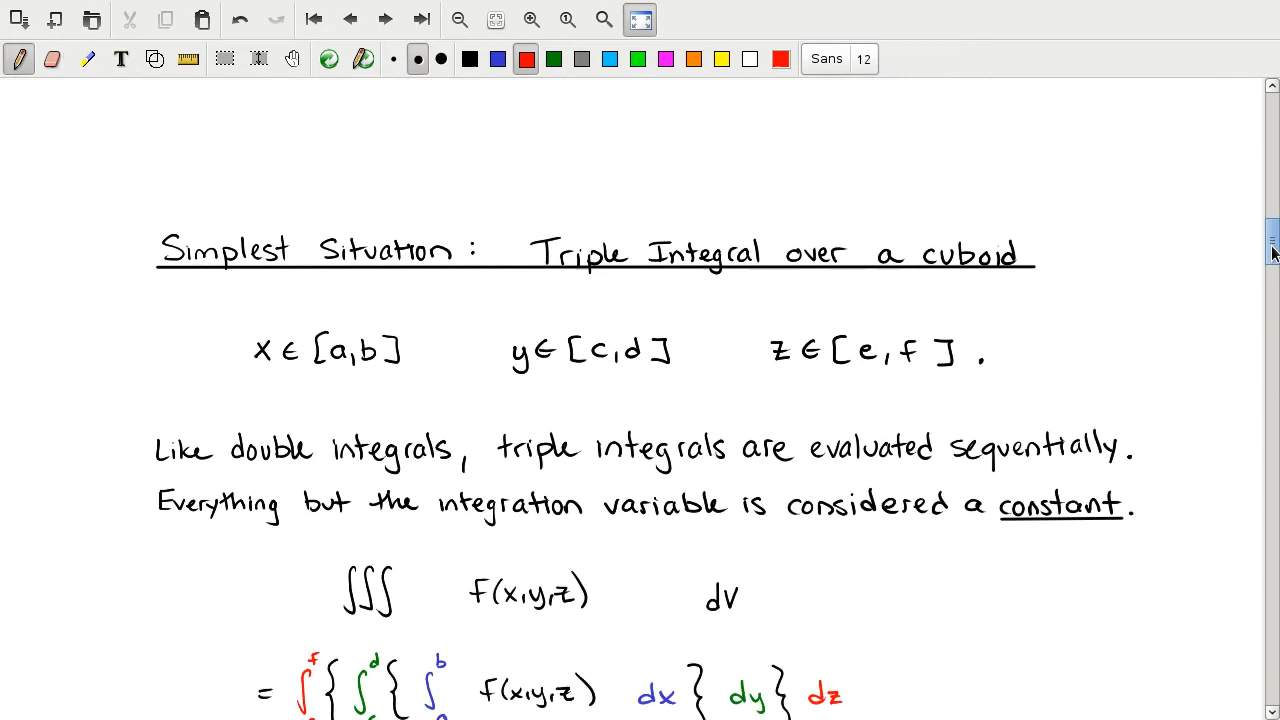 Sans 12
Simplest Situation: Triple Integral over a cuboid
x ∈ [a,b] y ∈ [c,d] z ∈ [e,f].
Like double integrals, triple integrals are evaluated sequentially.
Everything but the integration variable is considered a constant.
∭ f(x,y,z) dV
= ∫^f { ∫^d { ∫^b f(x,y,z) dx } dy } dz